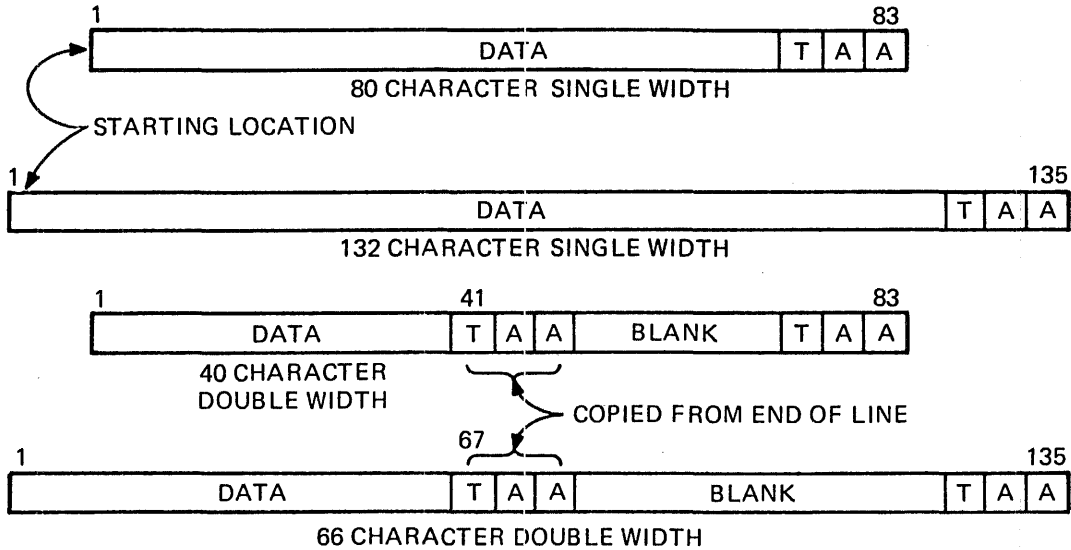 1 83
DATA T A A
80 CHARACTER SINGLE WIDTH
STARTING LOCATION
1 135
DATA T A A
132 CHARACTER SINGLE WIDTH
1 41 83
DATA T A A BLANK T A A
40 CHARACTER
DOUBLE WIDTH
COPIED FROM END OF LINE
1 67 135
DATA T A A BLANK T A A
66 CHARACTER DOUBLE WIDTH